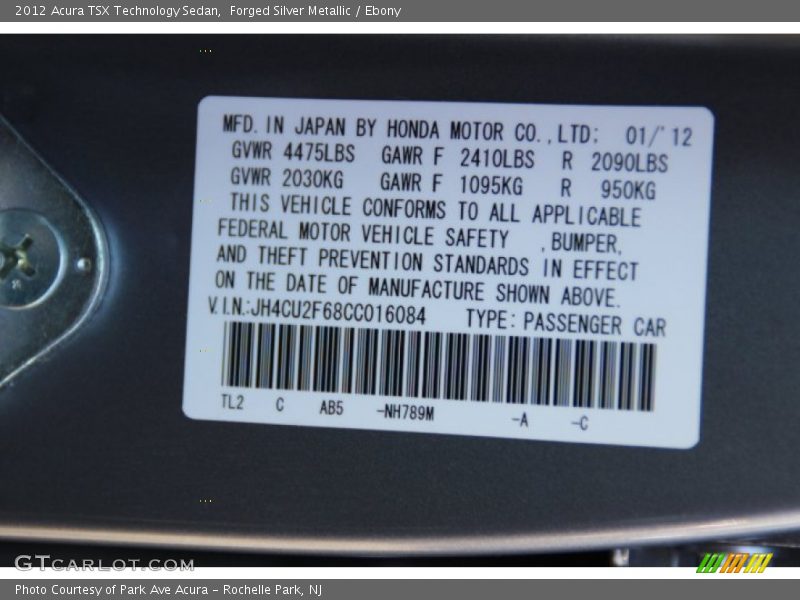 2012 Acura TSX Technology Sedan,  Forged Silver Metallic / Ebony
MFD. IN JAPAN BY HONDA MOTOR CO., LTD; 01/'12
GVWR 4475LBS GAWR F 2410LBS R 2090LBS
GVWR 2030KG GAWR F 1095KG R 950KG
THIS VEHICLE CONFORMS TO ALL APPLICABLE
FEDERAL MOTOR VEHICLE SAFETY , BUMPER,
AND THEFT PREVENTION STANDARDS IN EFFECT
ON THE DATE OF MANUFACTURE SHOWN ABOVE.
V.I.N.:JH4CU2F68CC016084 TYPE: PASSENGER CAR
TL2 C AB5 -NH789M -A -C
GTCARLOT.COM
Photo Courtesy of Park Ave Acura - Rochelle Park, NJ